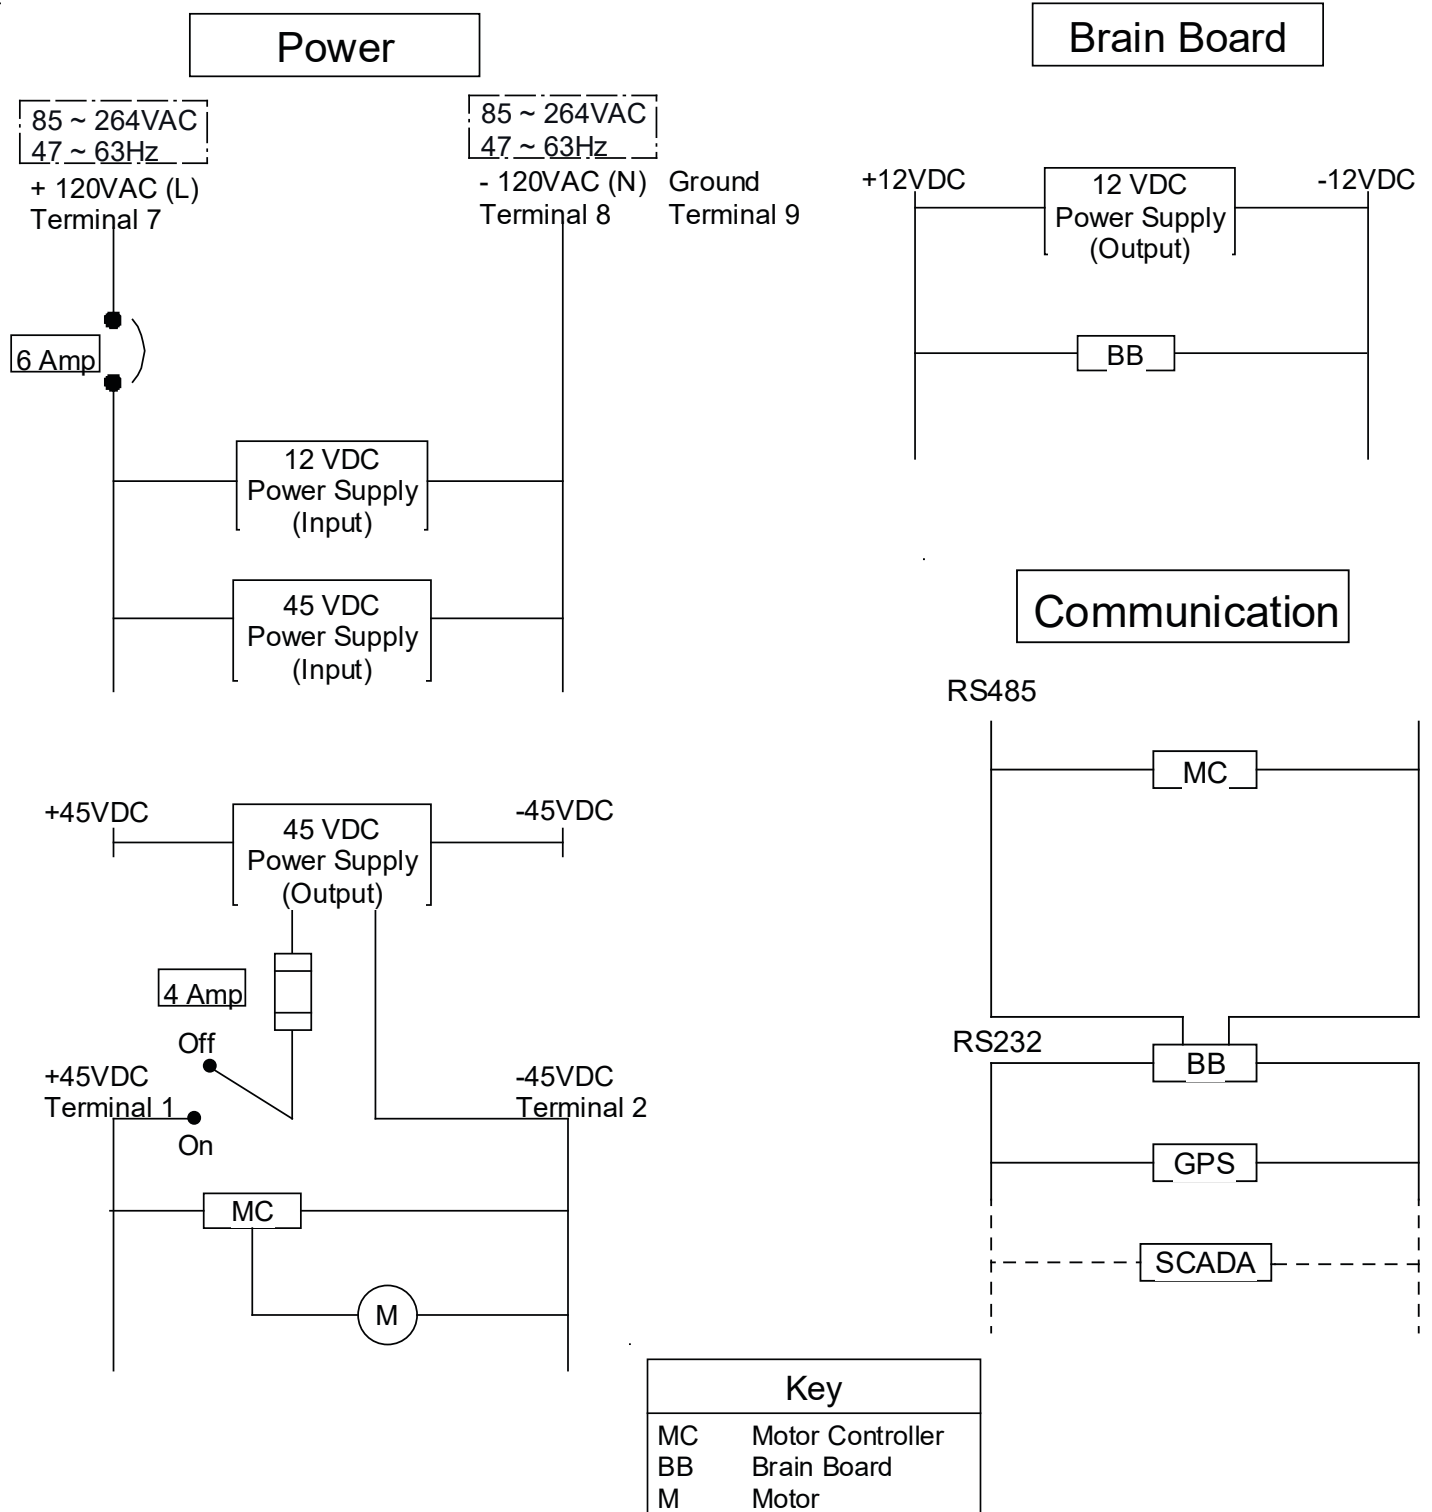 Power
85 ~ 264VAC
47 ~ 63Hz
+ 120VAC (L)
Terminal 7
85 ~ 264VAC
47 ~ 63Hz
- 120VAC (N)
Terminal 8
Ground
Terminal 9
6 Amp
12 VDC
Power Supply
(Input)
45 VDC
Power Supply
(Input)
+45VDC
45 VDC
Power Supply
(Output)
-45VDC
4 Amp
Off
+45VDC
Terminal 1
On
-45VDC
Terminal 2
MC
M
Brain Board
+12VDC
12 VDC
Power Supply
(Output)
-12VDC
BB
Communication
RS485
MC
RS232
BB
GPS
SCADA
Key
MC Motor Controller
BB Brain Board
M Motor